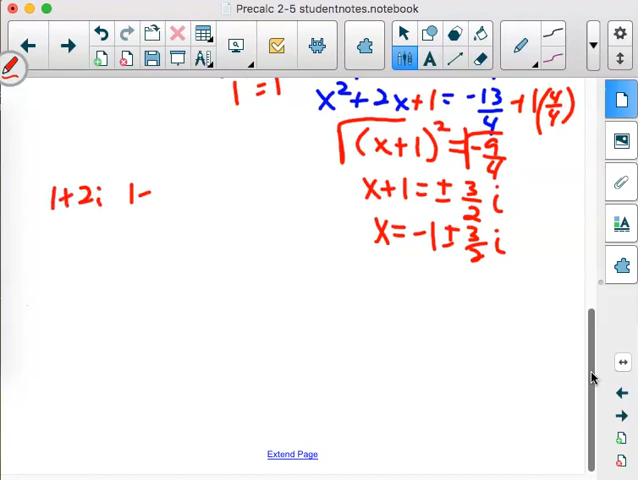 Precalc 2-5 studentnotes.notebook
1 = 1
x² + 2x + 1 = -13/4 + 1(4/4)
√(x+1)² = √-9/4
x+1 = ± 3/2 i
1+2i 1-
x = -1 ± 3/2 i
Extend Page